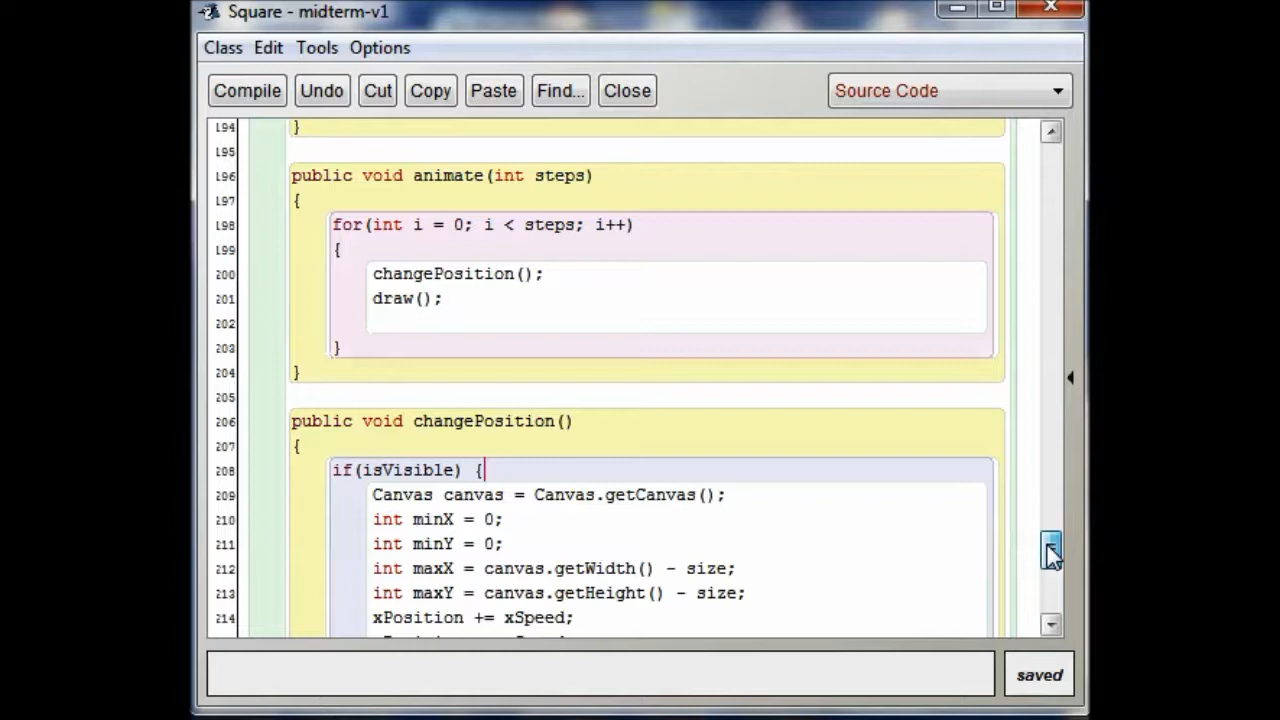 Square - midterm-v1
Class Edit Tools Options
Compile Undo Cut Copy Paste Find... Close Source Code
194 }
195
196 public void animate(int steps)
197 {
198 for(int i = 0; i < steps; i++)
199 {
200 changePosition();
201 draw();
202
203 }
204 }
205
206 public void changePosition()
207 {
208 if(isVisible) {
209 Canvas canvas = Canvas.getCanvas();
210 int minX = 0;
211 int minY = 0;
212 int maxX = canvas.getWidth() - size;
213 int maxY = canvas.getHeight() - size;
214 xPosition += xSpeed;
saved